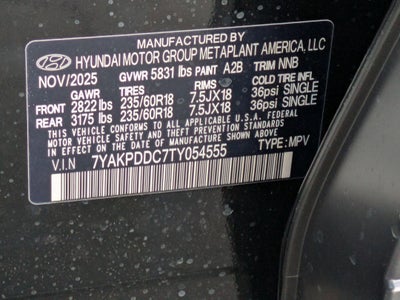 MANUFACTURED BY
HYUNDAI MOTOR GROUP METAPLANT AMERICA, LLC
NOV/2025 GVWR 5831 lbs PAINT A2B TRIM NNB
GAWR TIRES RIMS COLD TIRE INFL
FRONT 2822 lbs 235/60R18 7.5JX18 36psi SINGLE
REAR 3175 lbs 235/60R18 7.5JX18 36psi SINGLE
THIS VEHICLE CONFORMS TO ALL APPLICABLE U.S.A. FEDERAL
MOTOR VEHICLE SAFETY, BUMPER, AND THEFT PREVENTION
STANDARDS IN EFFECT ON THE DATE OF MANUFACTURE
SHOWN ABOVE.
V.I.N 7YAKPDDC7TY054555 TYPE : MPV